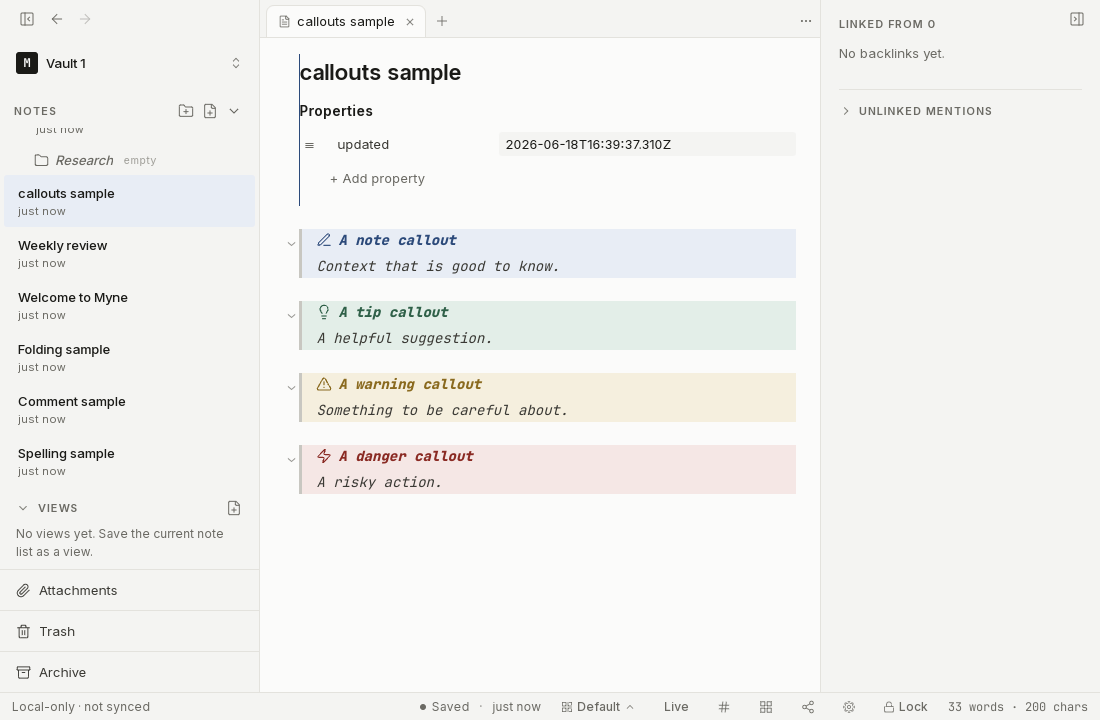 M Vault 1
NOTES
just now
Research empty
callouts sample
just now
Weekly review
just now
Welcome to Myne
just now
Folding sample
just now
Comment sample
just now
Spelling sample
just now
VIEWS
No views yet. Save the current note
list as a view.
Attachments
Trash
Archive
callouts sample
callouts sample
Properties
updated 2026-06-18T16:39:37.310Z
+ Add property
A note callout
Context that is good to know.
A tip callout
A helpful suggestion.
A warning callout
Something to be careful about.
A danger callout
A risky action.
LINKED FROM 0
No backlinks yet.
UNLINKED MENTIONS
Local-only · not synced
Saved · just now
Default
Live
Lock
33 words · 200 chars